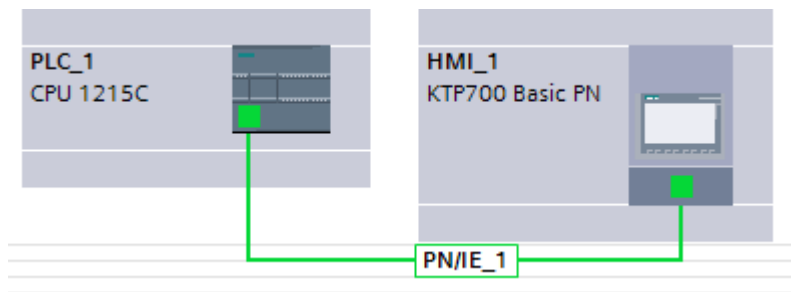 PLC_1
CPU 1215C
HMI_1
KTP700 Basic PN
PN/IE_1